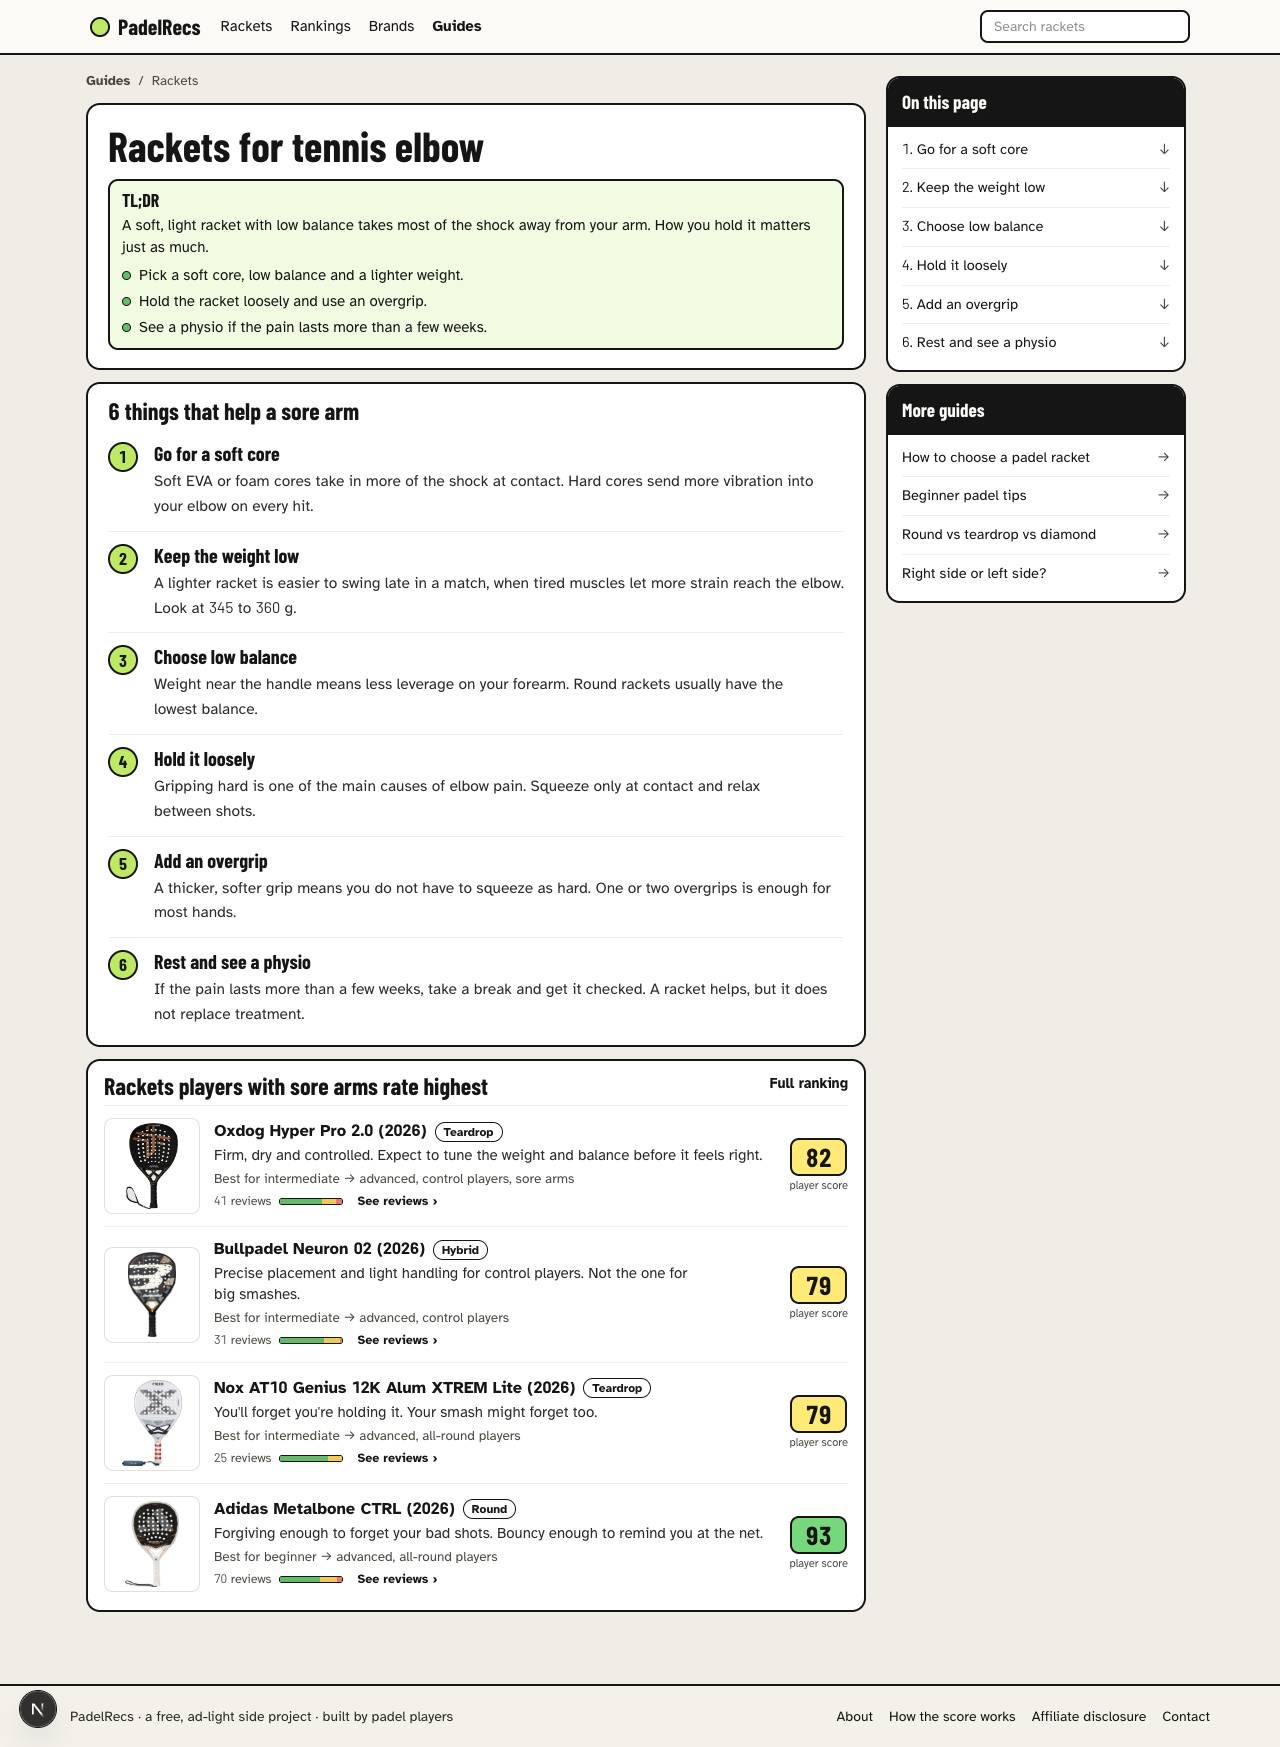 PadelRecs
Rackets
Rankings
Brands
Guides
Search rackets
Guides / Rackets
Rackets for tennis elbow
TL;DR
A soft, light racket with low balance takes most of the shock away from your arm. How you hold it matters
just as much.
Pick a soft core, low balance and a lighter weight.
Hold the racket loosely and use an overgrip.
See a physio if the pain lasts more than a few weeks.
6 things that help a sore arm
1 Go for a soft core
Soft EVA or foam cores take in more of the shock at contact. Hard cores send more vibration into
your elbow on every hit.
2 Keep the weight low
A lighter racket is easier to swing late in a match, when tired muscles let more strain reach the elbow.
Look at 345 to 360 g.
3 Choose low balance
Weight near the handle means less leverage on your forearm. Round rackets usually have the
lowest balance.
4 Hold it loosely
Gripping hard is one of the main causes of elbow pain. Squeeze only at contact and relax
between shots.
5 Add an overgrip
A thicker, softer grip means you do not have to squeeze as hard. One or two overgrips is enough for
most hands.
6 Rest and see a physio
If the pain lasts more than a few weeks, take a break and get it checked. A racket helps, but it does
not replace treatment.
Rackets players with sore arms rate highest
Full ranking
Oxdog Hyper Pro 2.0 (2026) Teardrop
Firm, dry and controlled. Expect to tune the weight and balance before it feels right.
Best for intermediate → advanced, control players, sore arms
41 reviews See reviews ›
82
player score
Bullpadel Neuron 02 (2026) Hybrid
Precise placement and light handling for control players. Not the one for
big smashes.
Best for intermediate → advanced, control players
31 reviews See reviews ›
79
player score
Nox AT10 Genius 12K Alum XTREM Lite (2026) Teardrop
You'll forget you're holding it. Your smash might forget too.
Best for intermediate → advanced, all-round players
25 reviews See reviews ›
79
player score
Adidas Metalbone CTRL (2026) Round
Forgiving enough to forget your bad shots. Bouncy enough to remind you at the net.
Best for beginner → advanced, all-round players
70 reviews See reviews ›
93
player score
On this page
1. Go for a soft core ↓
2. Keep the weight low ↓
3. Choose low balance ↓
4. Hold it loosely ↓
5. Add an overgrip ↓
6. Rest and see a physio ↓
More guides
How to choose a padel racket →
Beginner padel tips →
Round vs teardrop vs diamond →
Right side or left side? →
N
PadelRecs · a free, ad-light side project · built by padel players
About
How the score works
Affiliate disclosure
Contact